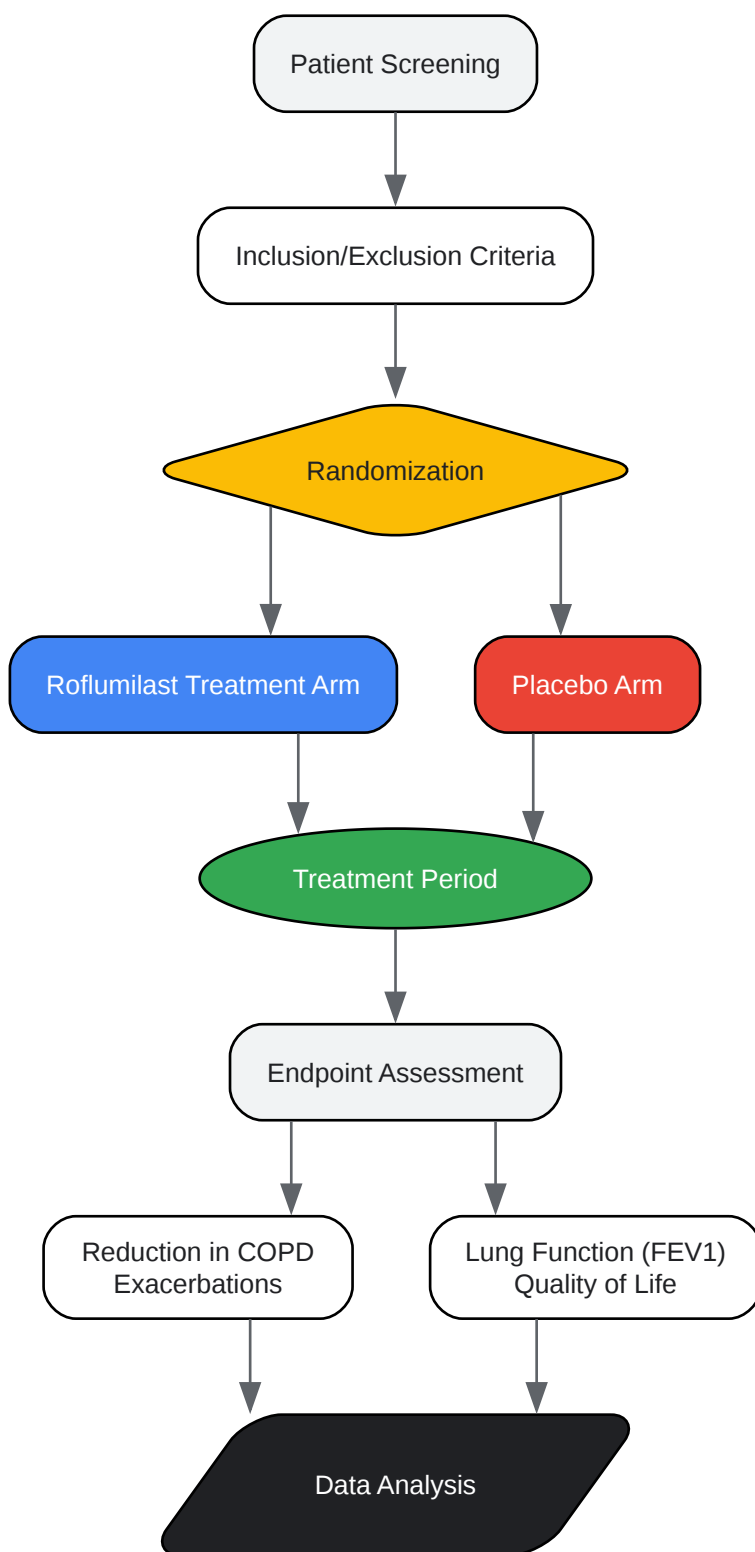 Patient Screening
Inclusion/Exclusion Criteria
Randomization
Roflumilast Treatment Arm
Placebo Arm
Treatment Period
Endpoint Assessment
Reduction in COPD
Exacerbations
Lung Function (FEV1)
Quality of Life
Data Analysis